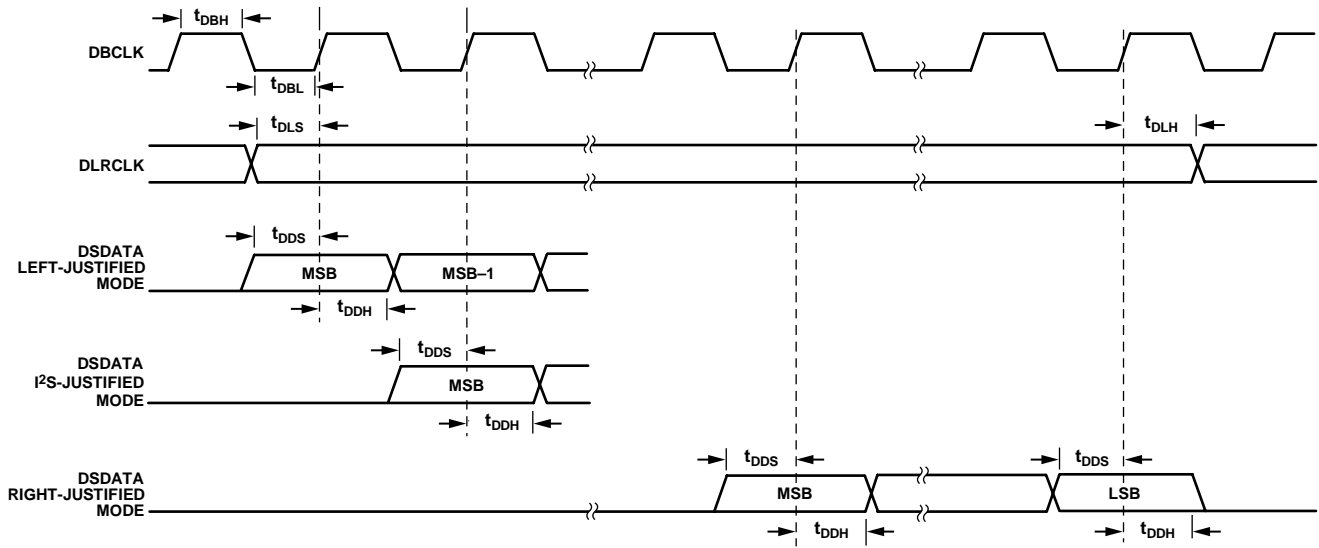 tDBH
DBCLK
tDBL
tDLS
tDLH
DLRCLK
DSDATA
LEFT-JUSTIFIED
MODE
tDDS
MSB
MSB–1
tDDH
DSDATA
I2S-JUSTIFIED
MODE
tDDS
MSB
tDDH
DSDATA
RIGHT-JUSTIFIED
MODE
tDDS
tDDS
MSB
LSB
tDDH
tDDH